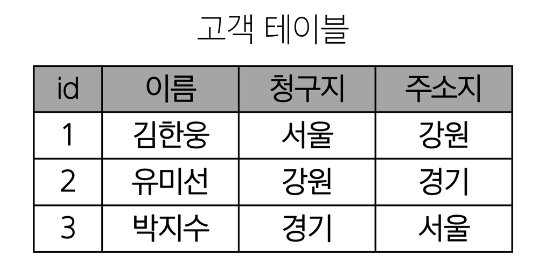 고객 테이블
id 이름 청구지 주소지
1 김한웅 서울 강원
2 유미선 강원 경기
3 박지수 경기 서울